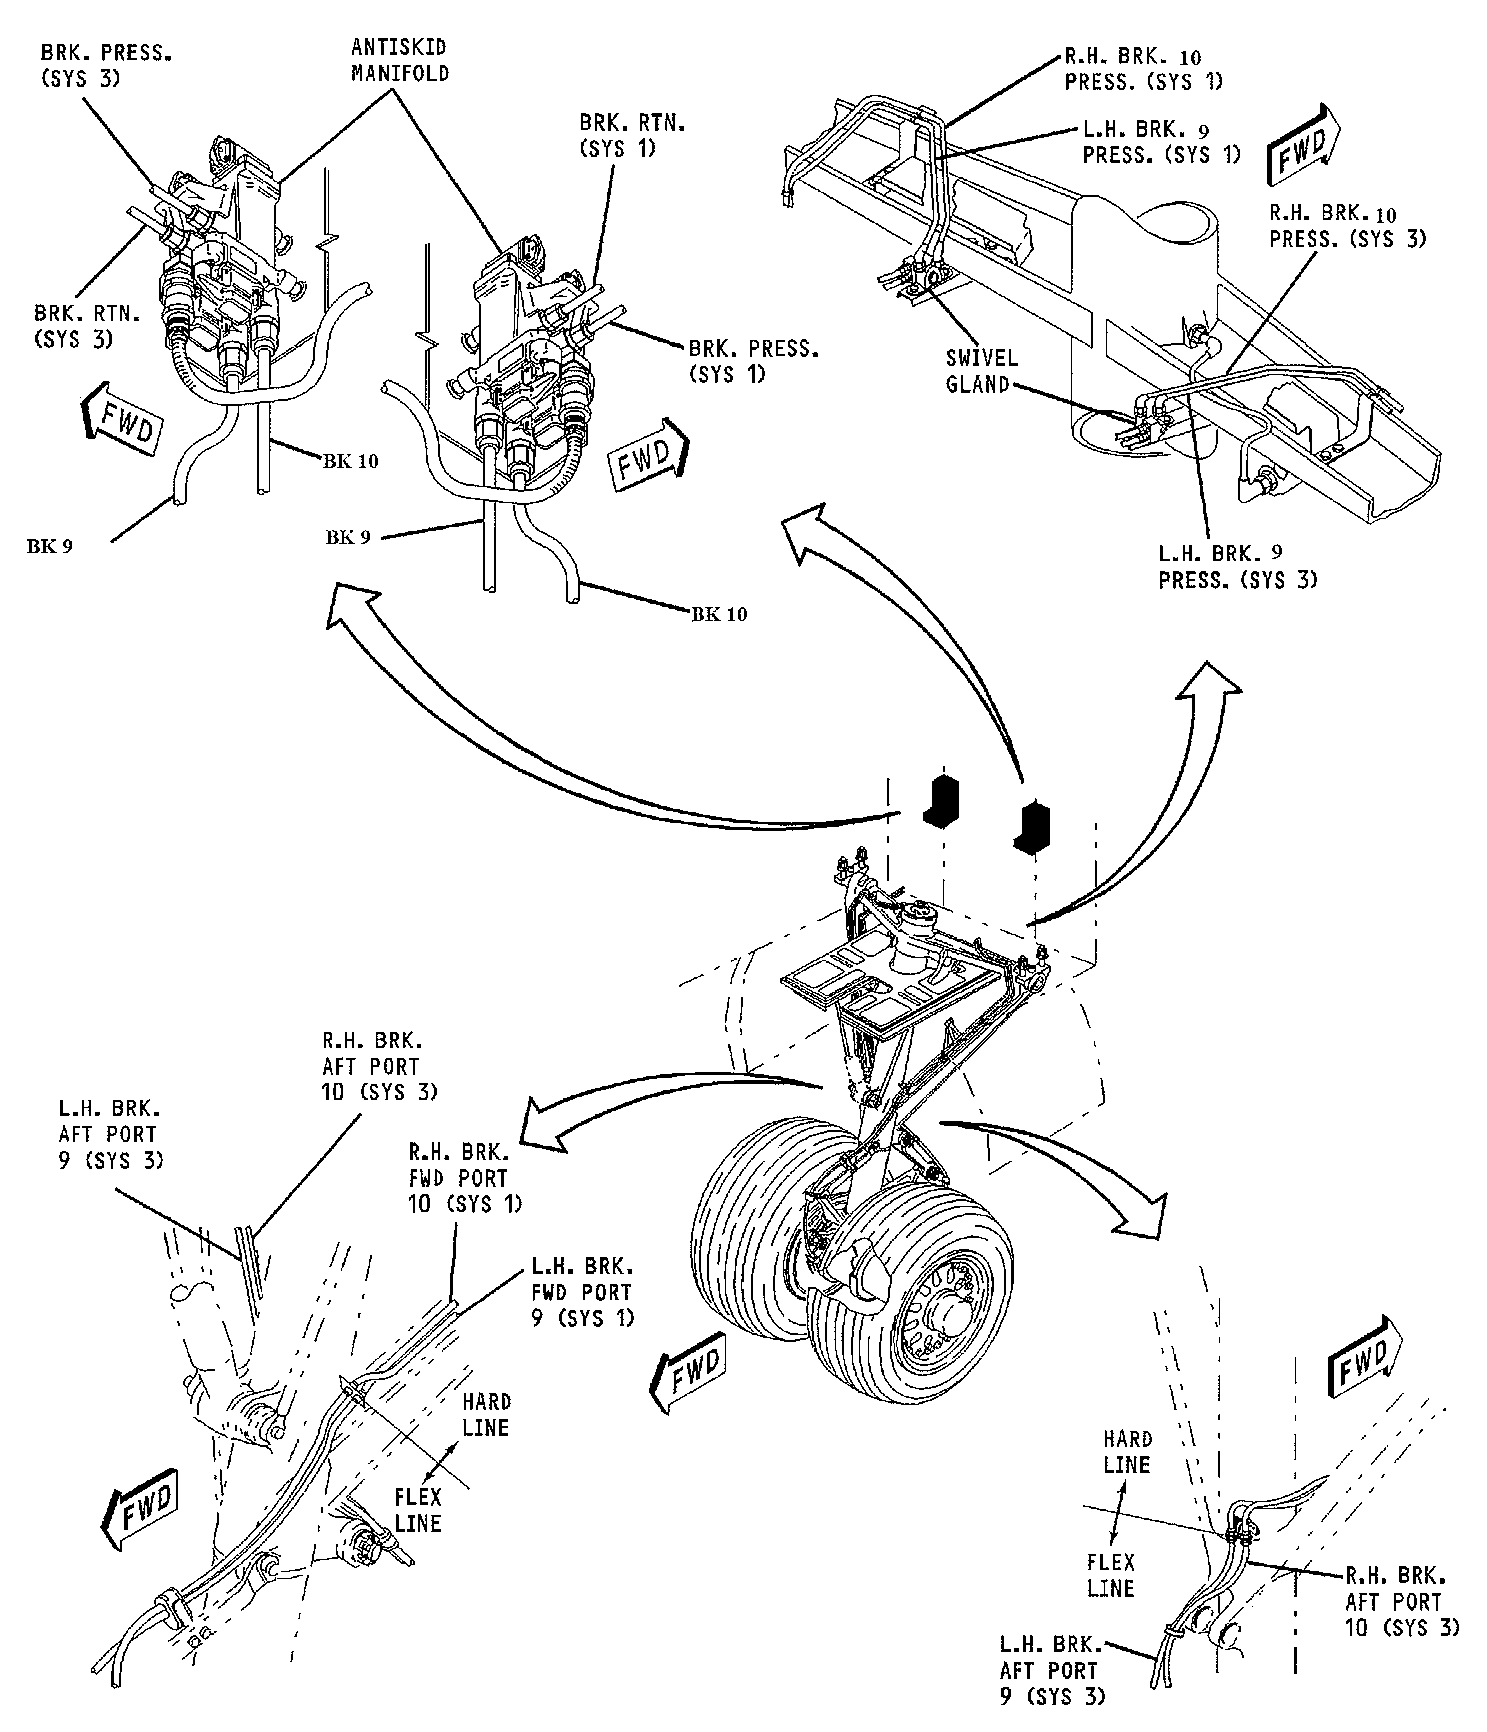 BRK. PRESS.
(SYS 3)
ANTISKID
MANIFOLD
BRK. RTN.
(SYS 1)
BRK. RTN.
(SYS 3)
BRK. PRESS.
(SYS 1)
FWD
FWD
BK 10
BK 9
BK 9
BK 10
R.H. BRK. 10
PRESS. (SYS 1)
L.H. BRK. 9
PRESS. (SYS 1)
FWD
R.H. BRK. 10
PRESS. (SYS 3)
SWIVEL
GLAND
L.H. BRK. 9
PRESS. (SYS 3)
R.H. BRK.
AFT PORT
10 (SYS 3)
L.H. BRK.
AFT PORT
9 (SYS 3)
R.H. BRK.
FWD PORT
10 (SYS 1)
L.H. BRK.
FWD PORT
9 (SYS 1)
HARD
LINE
FLEX
LINE
FWD
FWD
FWD
HARD
LINE
FLEX
LINE
R.H. BRK.
AFT PORT
10 (SYS 3)
L.H. BRK.
AFT PORT
9 (SYS 3)